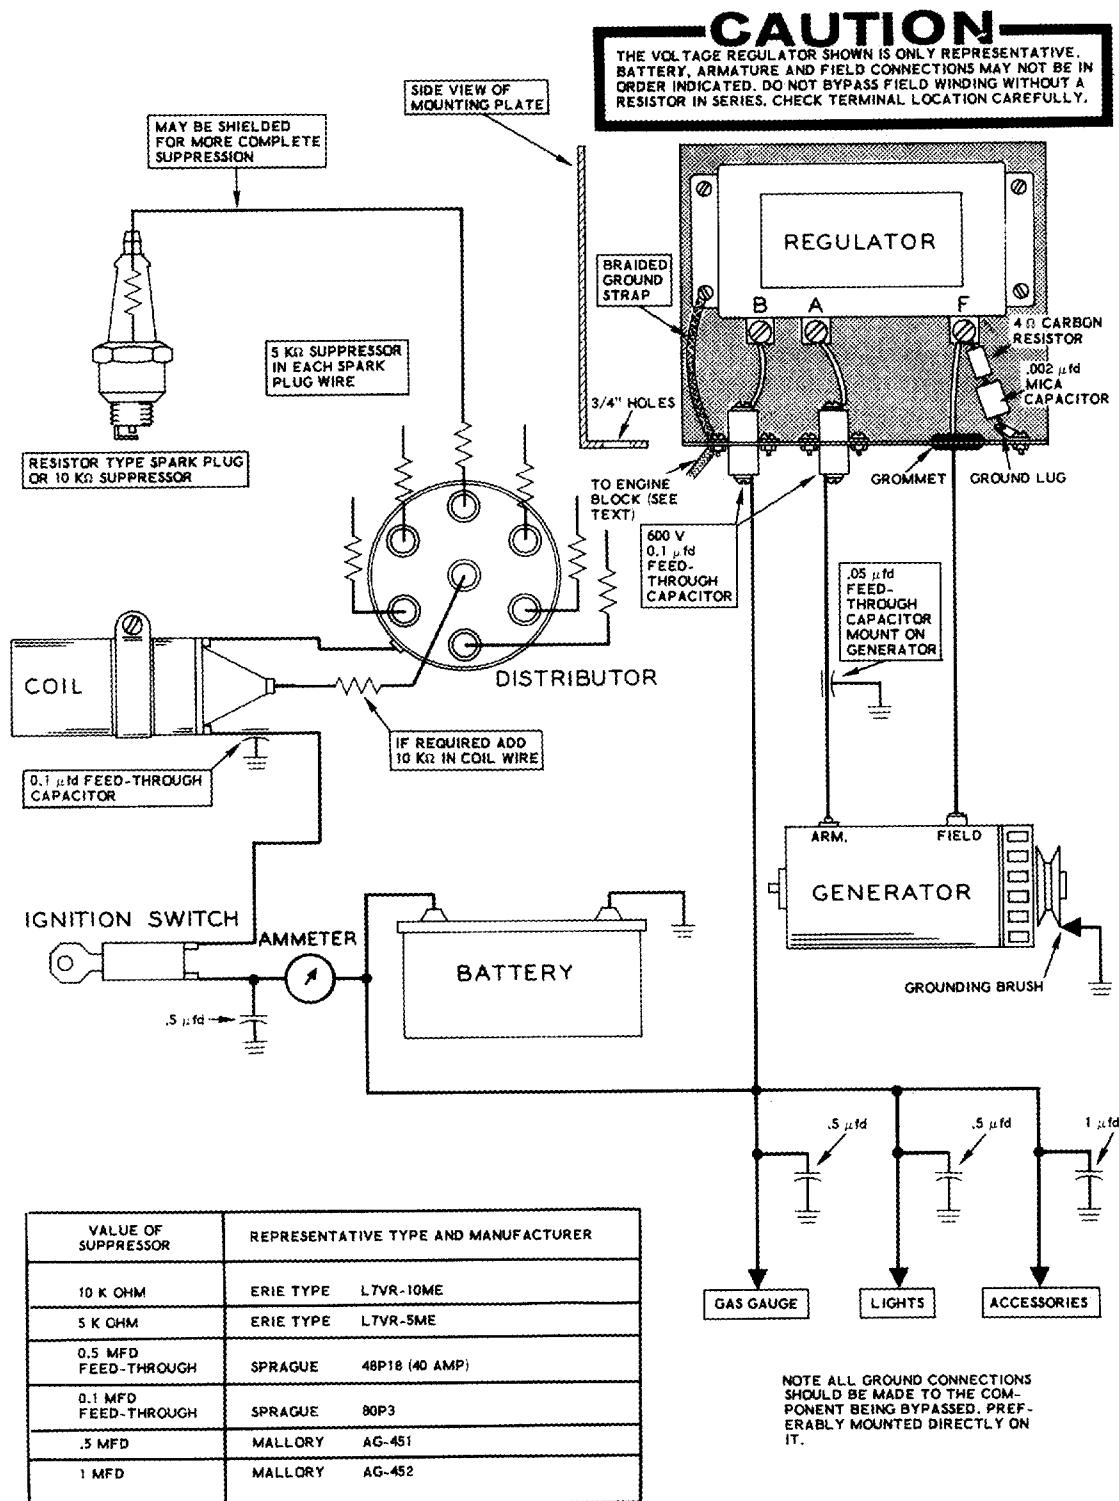 CAUTION
THE VOLTAGE REGULATOR SHOWN IS ONLY REPRESENTATIVE.
BATTERY, ARMATURE AND FIELD CONNECTIONS MAY NOT BE IN
ORDER INDICATED. DO NOT BYPASS FIELD WINDING WITHOUT A
RESISTOR IN SERIES. CHECK TERMINAL LOCATION CAREFULLY.
SIDE VIEW OF
MOUNTING PLATE
MAY BE SHIELDED
FOR MORE COMPLETE
SUPPRESSION
REGULATOR
BRAIDED
GROUND
STRAP
B
A
F
4 Ω CARBON
RESISTOR
.002 µfd
MICA
CAPACITOR
5 KΩ SUPPRESSOR
IN EACH SPARK
PLUG WIRE
3/4" HOLES
RESISTOR TYPE SPARK PLUG
OR 10 KΩ SUPPRESSOR
TO ENGINE
BLOCK (SEE
TEXT)
GROMMET
GROUND LUG
600 V
0.1 µfd
FEED-
THROUGH
CAPACITOR
.05 µfd
FEED-
THROUGH
CAPACITOR
MOUNT ON
GENERATOR
COIL
DISTRIBUTOR
IF REQUIRED ADD
10 KΩ IN COIL WIRE
0.1 µfd FEED-THROUGH
CAPACITOR
ARM.
FIELD
GENERATOR
IGNITION SWITCH
AMMETER
BATTERY
GROUNDING BRUSH
.5 µfd
.5 µfd
.5 µfd
1 µfd
GAS GAUGE
LIGHTS
ACCESSORIES
VALUE OF
SUPPRESSOR
REPRESENTATIVE TYPE AND MANUFACTURER
10 K OHM ERIE TYPE L7VR-10ME
5 K OHM ERIE TYPE L7VR-5ME
0.5 MFD
FEED-THROUGH SPRAGUE 48P18 (40 AMP)
0.1 MFD
FEED-THROUGH SPRAGUE 80P3
.5 MFD MALLORY AG-451
1 MFD MALLORY AG-452
NOTE ALL GROUND CONNECTIONS
SHOULD BE MADE TO THE COM-
PONENT BEING BYPASSED. PREF-
ERABLY MOUNTED DIRECTLY ON
IT.